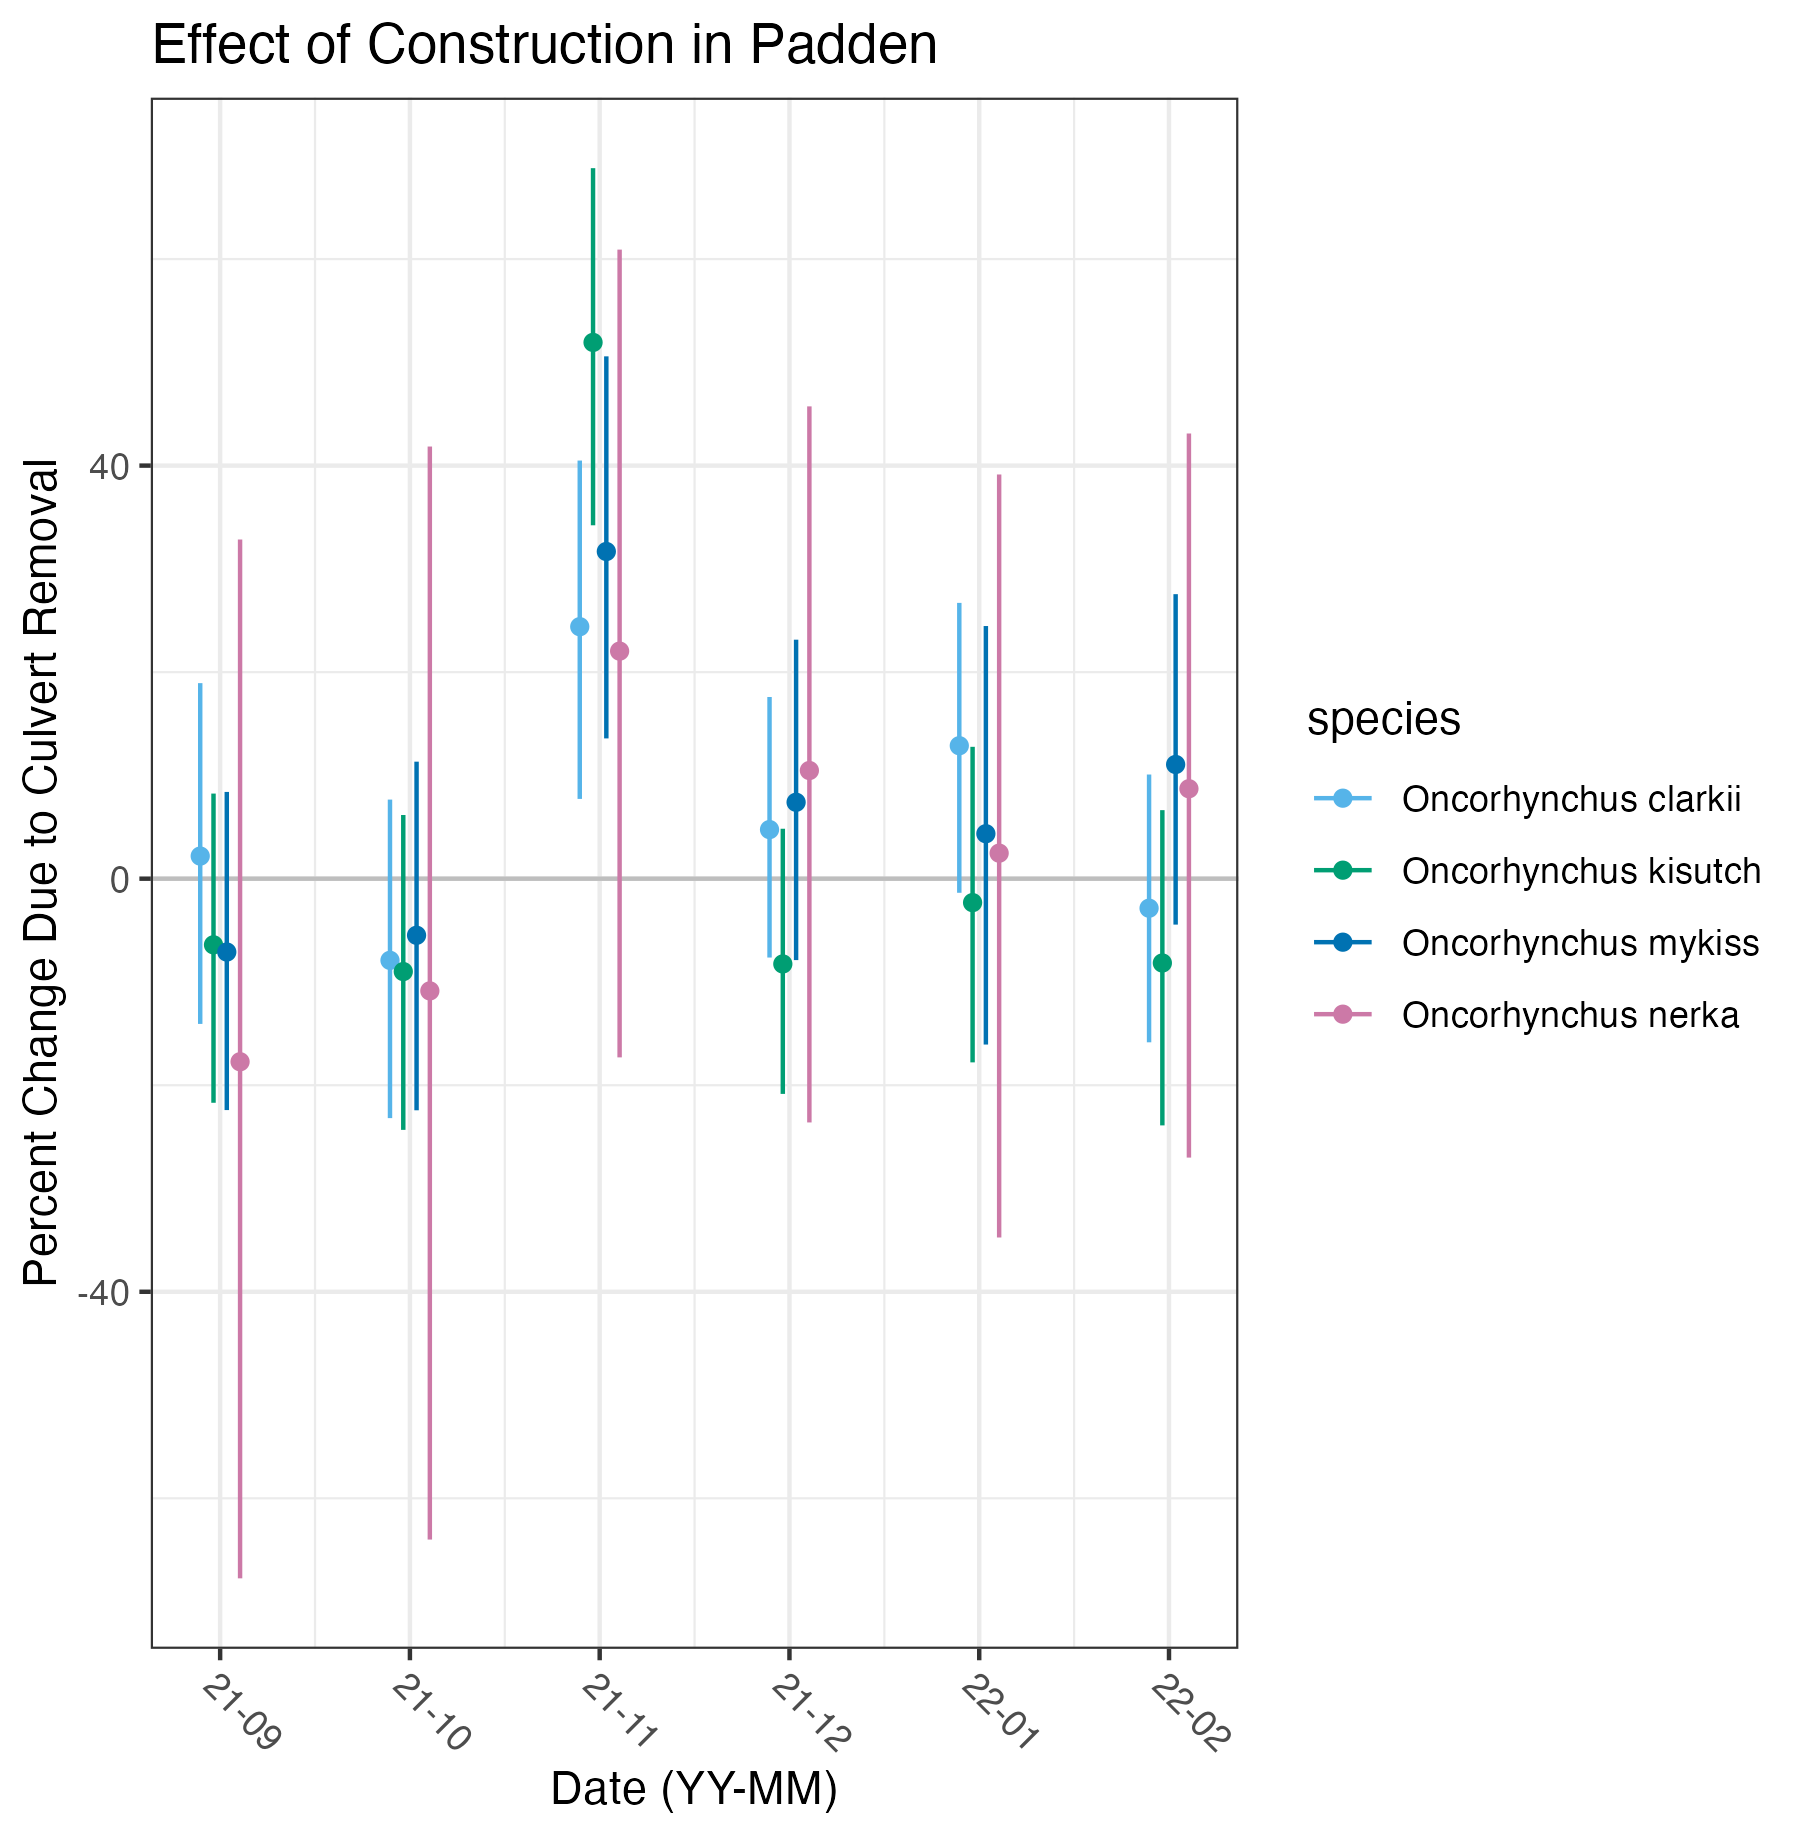 Effect of Construction in Padden
Percent Change Due to Culvert Removal
40
0
-40
21-09
21-10
21-11
21-12
22-01
22-02
Date (YY-MM)
species
Oncorhynchus clarkii
Oncorhynchus kisutch
Oncorhynchus mykiss
Oncorhynchus nerka